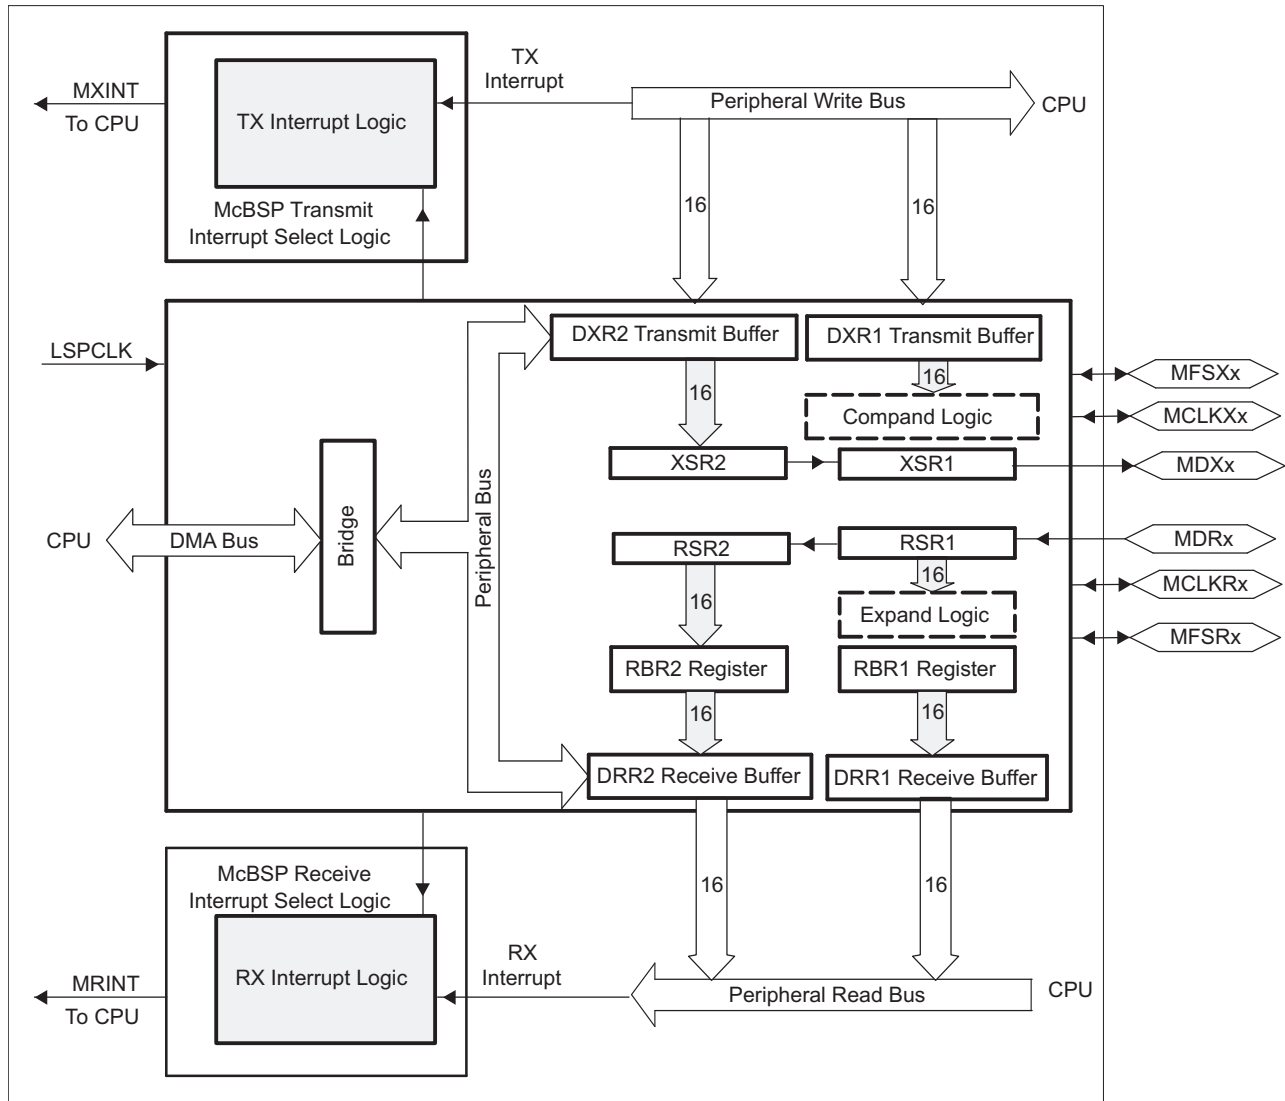 MXINT
To CPU
TX Interrupt Logic
McBSP Transmit
Interrupt Select Logic
TX
Interrupt
Peripheral Write Bus
CPU
16
16
LSPCLK
DXR2 Transmit Buffer
DXR1 Transmit Buffer
16
16
Compand Logic
XSR2
XSR1
MFSXx
MCLKXx
MDXx
CPU
DMA Bus
Bridge
Peripheral Bus
RSR2
RSR1
MDRx
16
16
Expand Logic
MCLKRx
MFSRx
RBR2 Register
RBR1 Register
16
16
DRR2 Receive Buffer
DRR1 Receive Buffer
16
16
McBSP Receive
Interrupt Select Logic
RX Interrupt Logic
MRINT
To CPU
RX
Interrupt
Peripheral Read Bus
CPU